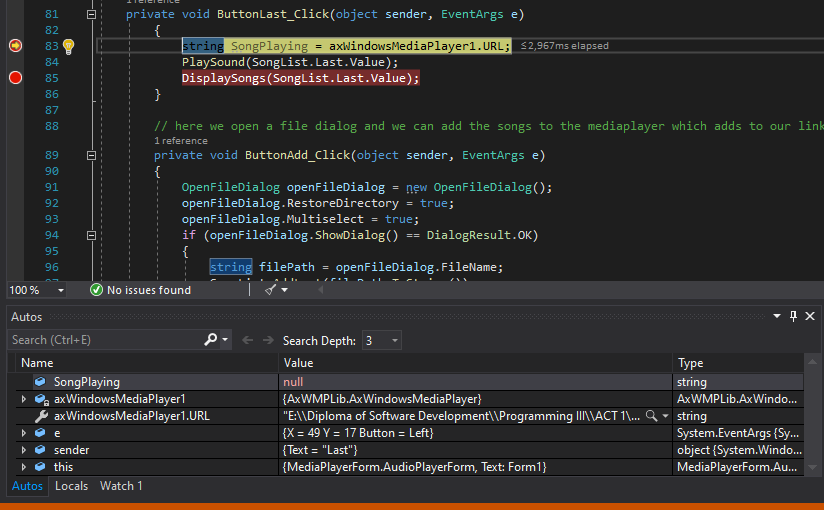 1 reference
81 private void ButtonLast_Click(object sender, EventArgs e)
82 {
83 string SongPlaying = axWindowsMediaPlayer1.URL; ≤2,967ms elapsed
84 PlaySound(SongList.Last.Value);
85 DisplaySongs(SongList.Last.Value);
86 }
87
88 // here we open a file dialog and we can add the songs to the mediaplayer which adds to our link
1 reference
89 private void ButtonAdd_Click(object sender, EventArgs e)
90 {
91 OpenFileDialog openFileDialog = new OpenFileDialog();
92 openFileDialog.RestoreDirectory = true;
93 openFileDialog.Multiselect = true;
94 if (openFileDialog.ShowDialog() == DialogResult.OK)
95 {
96 string filePath = openFileDialog.FileName;
100 % No issues found
Autos
Search (Ctrl+E) Search Depth: 3
Name Value Type
SongPlaying null string
axWindowsMediaPlayer1 {AxWMPLib.AxWindowsMediaPlayer} AxWMPLib.AxWindo...
axWindowsMediaPlayer1.URL "E:\\Diploma of Software Development\\Programming III\\ACT 1\... string
e {X = 49 Y = 17 Button = Left} System.EventArgs {Sy...
sender {Text = "Last"} object {System.Windo...
this {MediaPlayerForm.AudioPlayerForm, Text: Form1} MediaPlayerForm.Au...
Autos Locals Watch 1